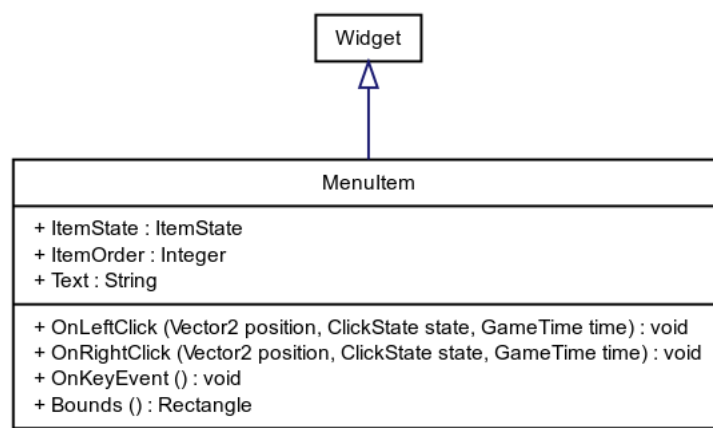 Widget
MenuItem
+ ItemState : ItemState
+ ItemOrder : Integer
+ Text : String
+ OnLeftClick (Vector2 position, ClickState state, GameTime time) : void
+ OnRightClick (Vector2 position, ClickState state, GameTime time) : void
+ OnKeyEvent () : void
+ Bounds () : Rectangle